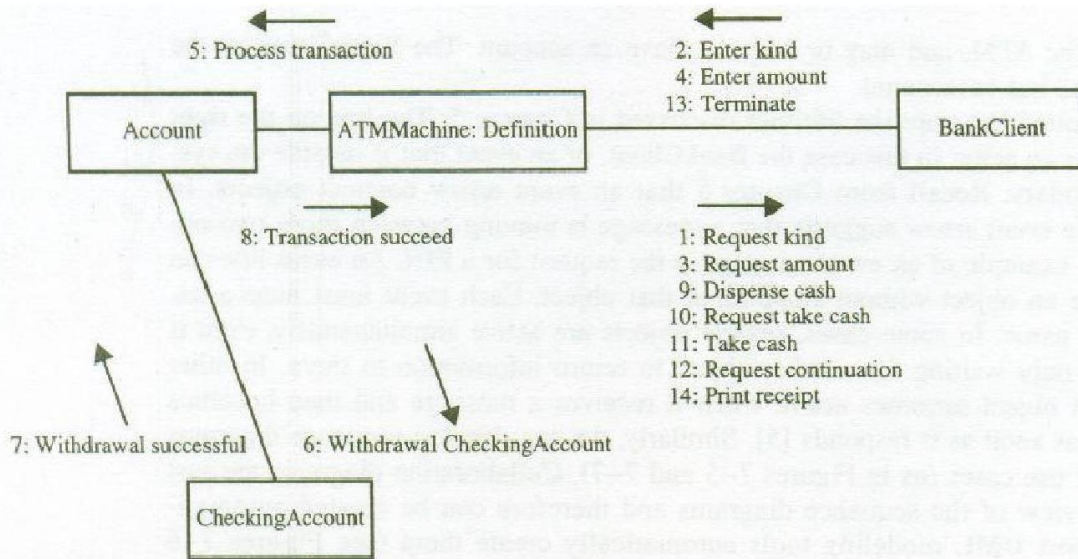 5: Process transaction
2: Enter kind
4: Enter amount
13: Terminate
Account
ATMMachine: Definition
BankClient
8: Transaction succeed
1: Request kind
3: Request amount
9: Dispense cash
10: Request take cash
11: Take cash
12: Request continuation
14: Print receipt
7: Withdrawal successful
6: Withdrawal CheckingAccount
CheckingAccount